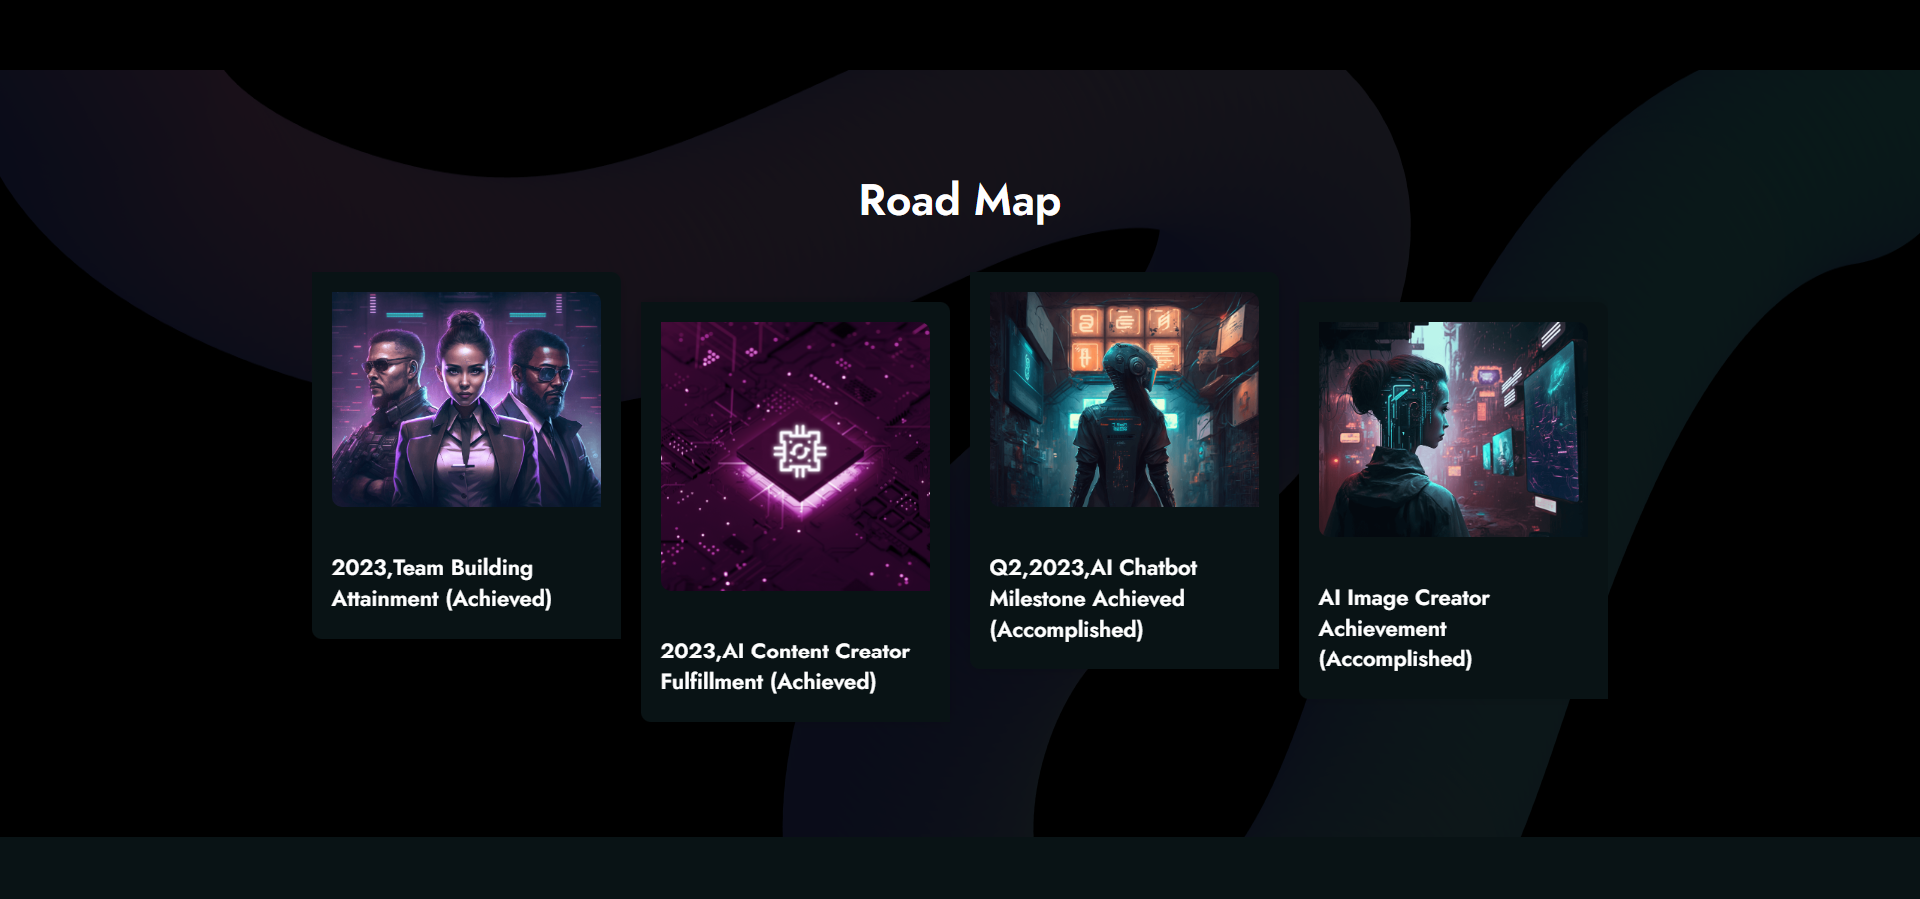 Road Map
2023,Team Building
Attainment (Achieved)
2023,AI Content Creator
Fulfillment (Achieved)
Q2,2023,AI Chatbot
Milestone Achieved
(Accomplished)
AI Image Creator
Achievement
(Accomplished)